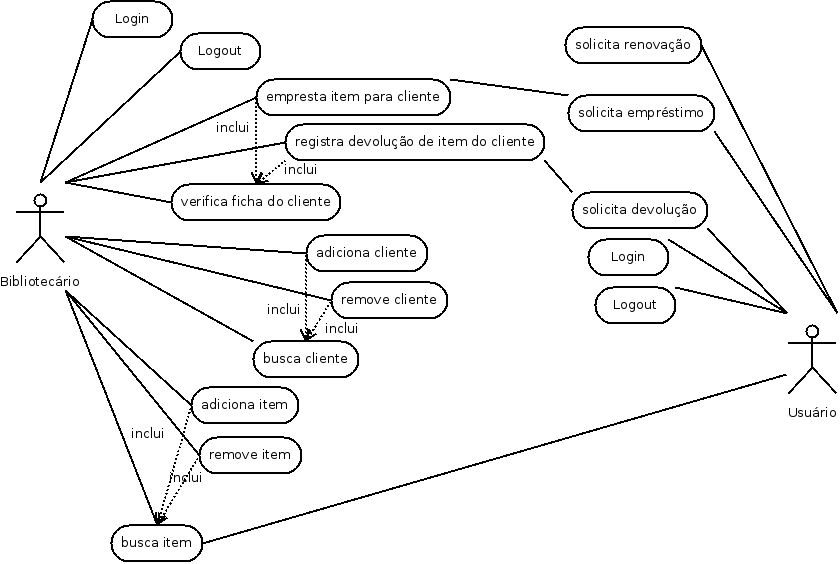 Login
Logout
solicita renovação
empresta item para cliente
solicita empréstimo
inclui
registra devolução de item do cliente
inclui
verifica ficha do cliente
solicita devolução
adiciona cliente
Login
Bibliotecário
remove cliente
Logout
inclui
inclui
busca cliente
adiciona item
Usuário
inclui
remove item
inclui
busca item